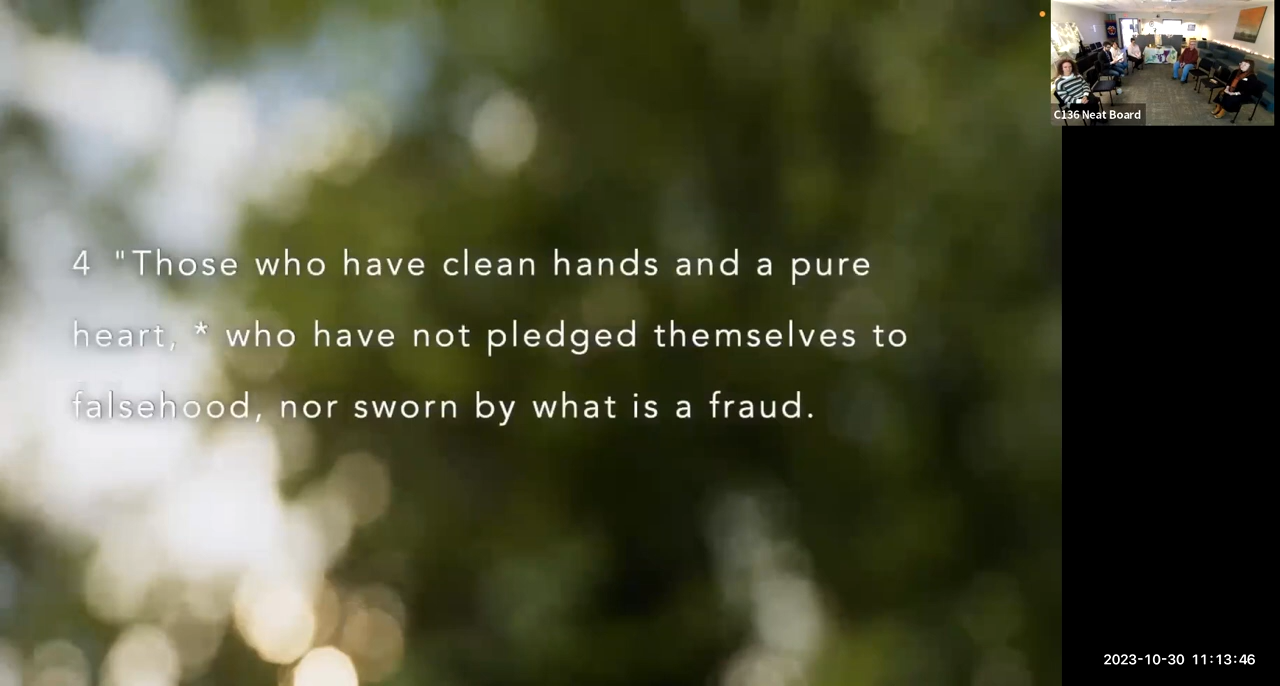 C136 Neat Board
4 "Those who have clean hands and a pure
heart, * who have not pledged themselves to
falsehood, nor sworn by what is a fraud.
2023-10-30 11:13:46